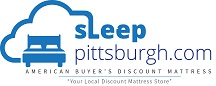 sLeep
pittsburgh.com
AMERICAN BUYER'S DISCOUNT MATTRESS
"Your Local Discount Mattress Store"